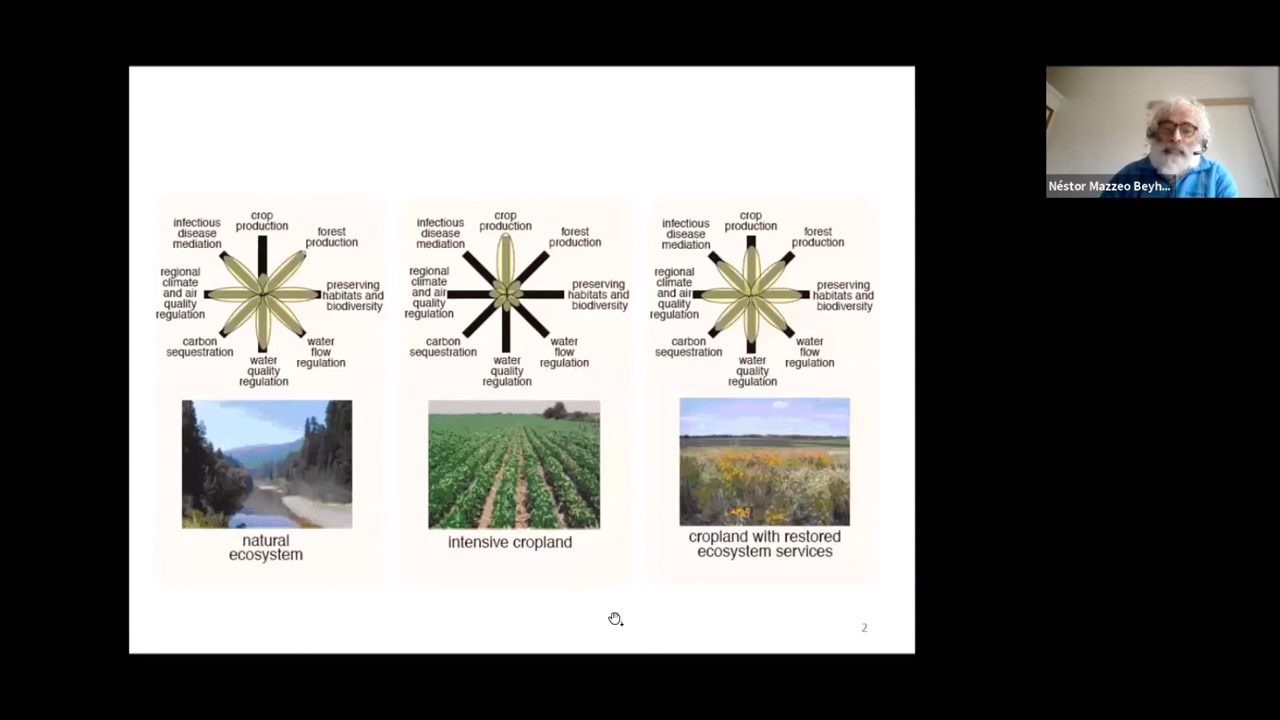 crop
production
infectious
disease
mediation
forest
production
regional
climate
and air
quality
regulation
preserving
habitats and
biodiversity
carbon
sequestration
water
flow
regulation
water
quality
regulation
natural
ecosystem
crop
production
infectious
disease
mediation
forest
production
regional
climate
and air
quality
regulation
preserving
habitats and
biodiversity
carbon
sequestration
water
flow
regulation
water
quality
regulation
intensive cropland
crop
production
infectious
disease
mediation
forest
production
regional
climate
and air
quality
regulation
preserving
habitats and
biodiversity
carbon
sequestration
water
flow
regulation
water
quality
regulation
cropland with restored
ecosystem services
2
Néstor Mazzeo Beyh...